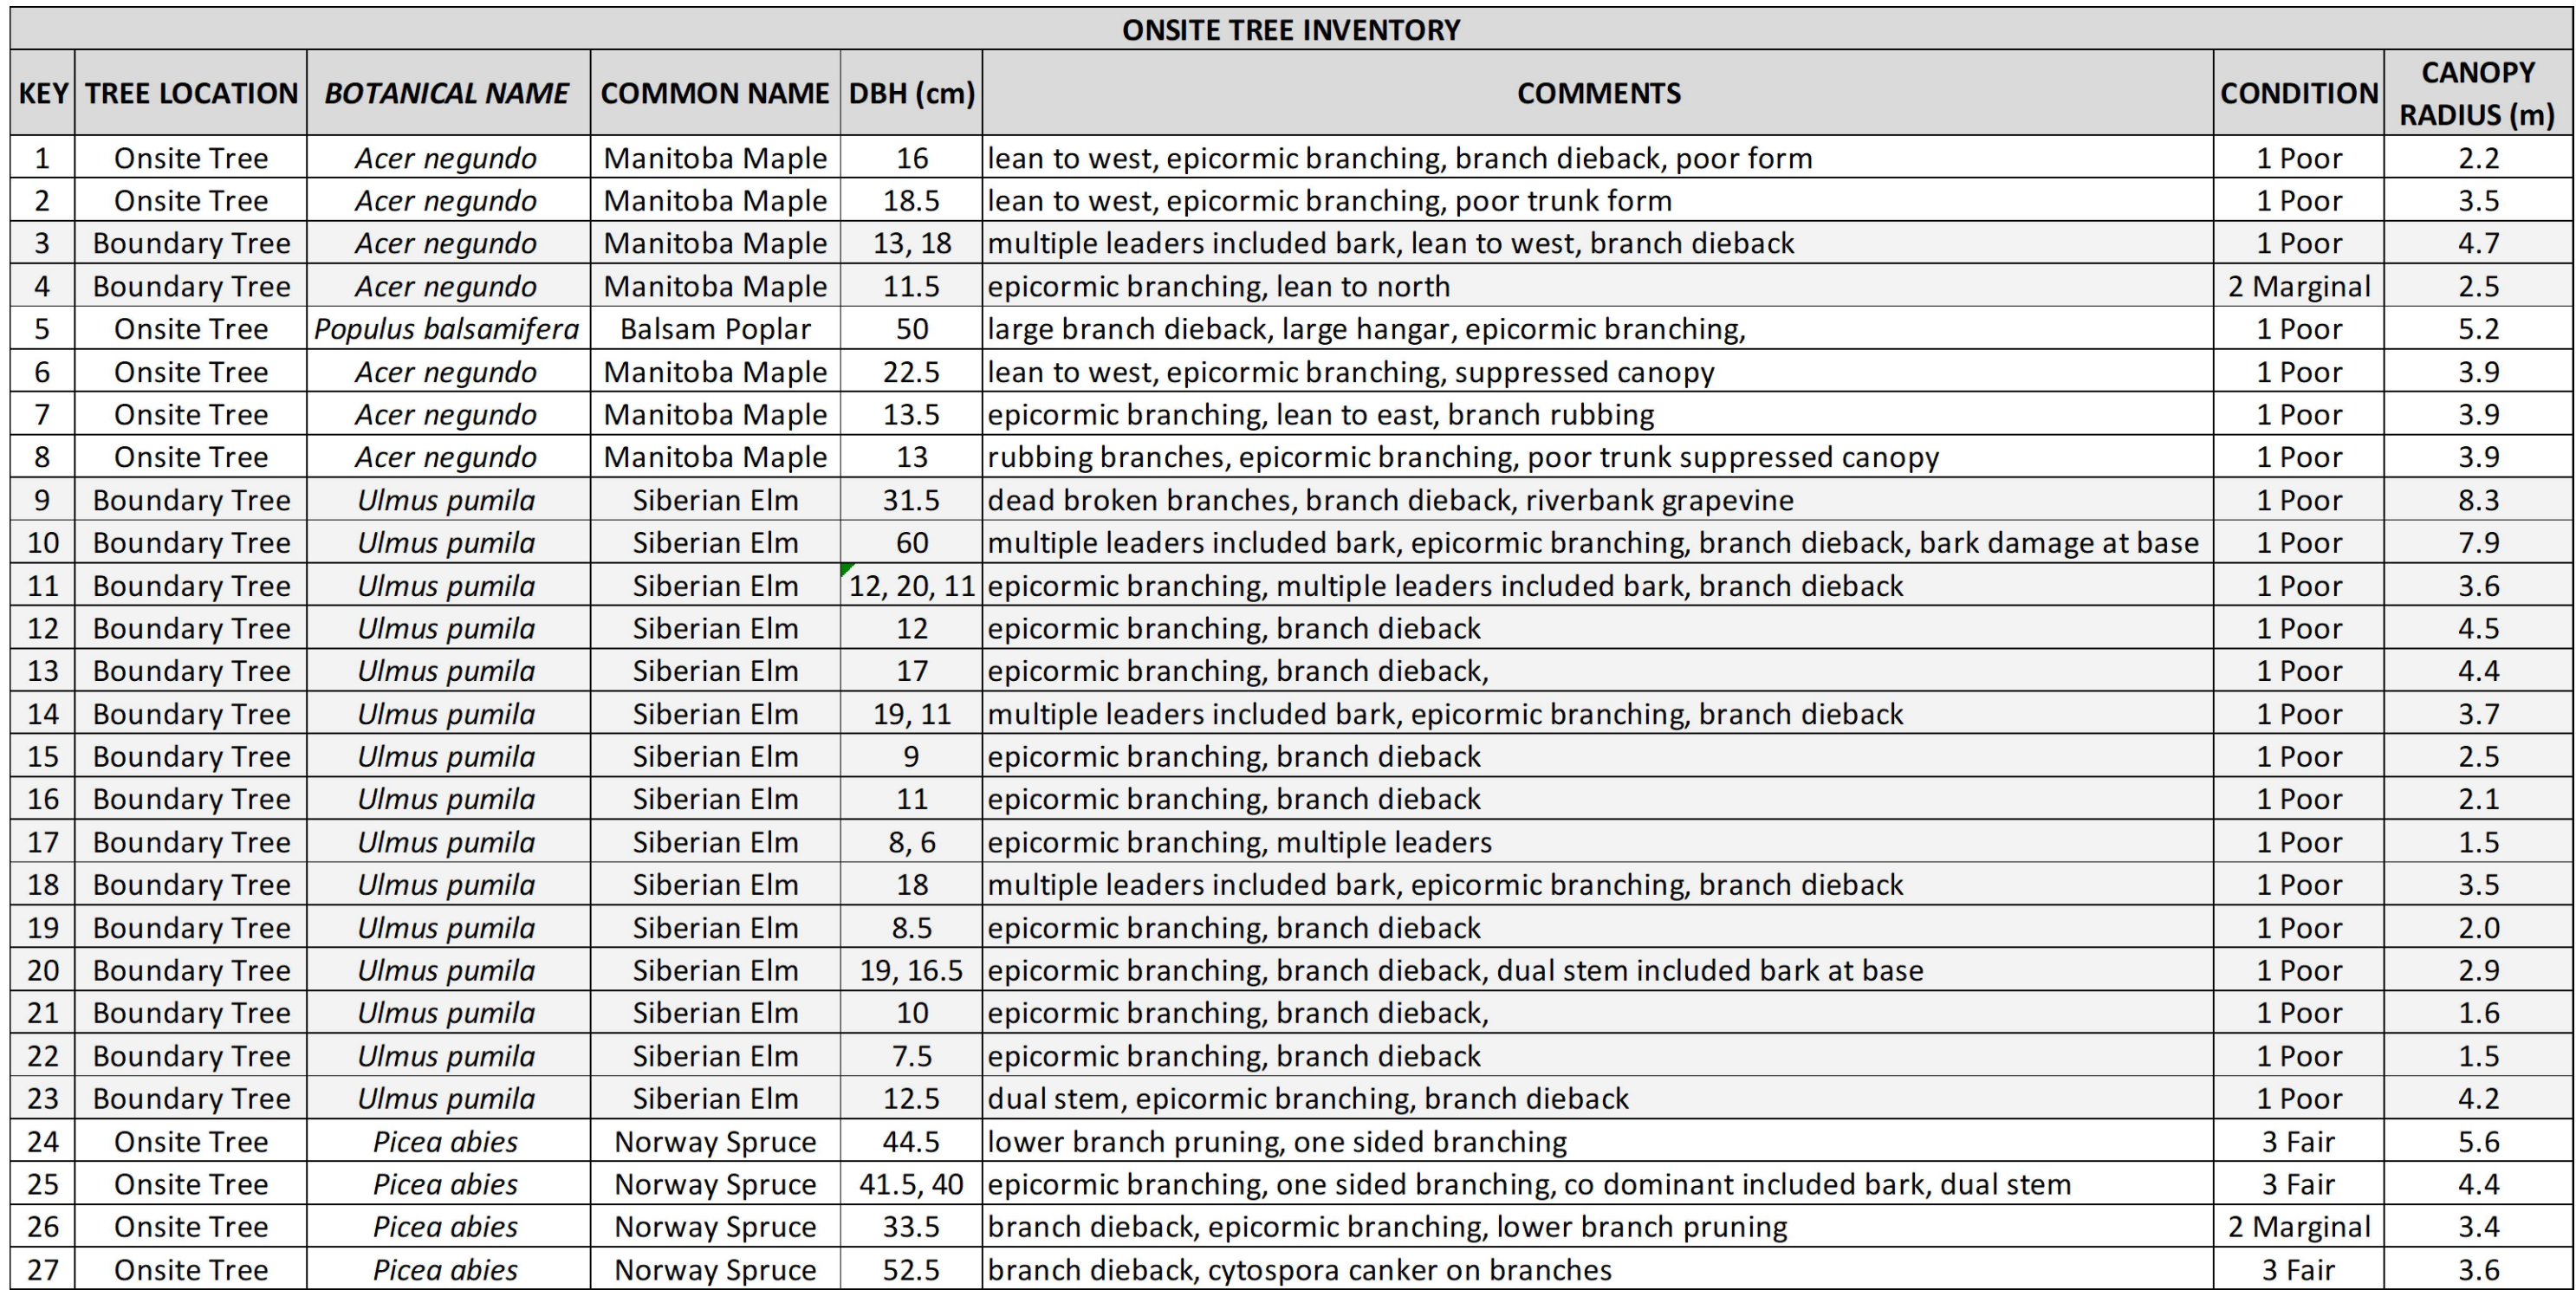 ONSITE TREE INVENTORY
KEY TREE LOCATION BOTANICAL NAME COMMON NAME DBH (cm) COMMENTS CONDITION CANOPY RADIUS (m)
1 Onsite Tree Acer negundo Manitoba Maple 16 lean to west, epicormic branching, branch dieback, poor form 1 Poor 2.2
2 Onsite Tree Acer negundo Manitoba Maple 18.5 lean to west, epicormic branching, poor trunk form 1 Poor 3.5
3 Boundary Tree Acer negundo Manitoba Maple 13, 18 multiple leaders included bark, lean to west, branch dieback 1 Poor 4.7
4 Boundary Tree Acer negundo Manitoba Maple 11.5 epicormic branching, lean to north 2 Marginal 2.5
5 Onsite Tree Populus balsamifera Balsam Poplar 50 large branch dieback, large hangar, epicormic branching, 1 Poor 5.2
6 Onsite Tree Acer negundo Manitoba Maple 22.5 lean to west, epicormic branching, suppressed canopy 1 Poor 3.9
7 Onsite Tree Acer negundo Manitoba Maple 13.5 epicormic branching, lean to east, branch rubbing 1 Poor 3.9
8 Onsite Tree Acer negundo Manitoba Maple 13 rubbing branches, epicormic branching, poor trunk suppressed canopy 1 Poor 3.9
9 Boundary Tree Ulmus pumila Siberian Elm 31.5 dead broken branches, branch dieback, riverbank grapevine 1 Poor 8.3
10 Boundary Tree Ulmus pumila Siberian Elm 60 multiple leaders included bark, epicormic branching, branch dieback, bark damage at base 1 Poor 7.9
11 Boundary Tree Ulmus pumila Siberian Elm 12, 20, 11 epicormic branching, multiple leaders included bark, branch dieback 1 Poor 3.6
12 Boundary Tree Ulmus pumila Siberian Elm 12 epicormic branching, branch dieback 1 Poor 4.5
13 Boundary Tree Ulmus pumila Siberian Elm 17 epicormic branching, branch dieback, 1 Poor 4.4
14 Boundary Tree Ulmus pumila Siberian Elm 19, 11 multiple leaders included bark, epicormic branching, branch dieback 1 Poor 3.7
15 Boundary Tree Ulmus pumila Siberian Elm 9 epicormic branching, branch dieback 1 Poor 2.5
16 Boundary Tree Ulmus pumila Siberian Elm 11 epicormic branching, branch dieback 1 Poor 2.1
17 Boundary Tree Ulmus pumila Siberian Elm 8, 6 epicormic branching, multiple leaders 1 Poor 1.5
18 Boundary Tree Ulmus pumila Siberian Elm 18 multiple leaders included bark, epicormic branching, branch dieback 1 Poor 3.5
19 Boundary Tree Ulmus pumila Siberian Elm 8.5 epicormic branching, branch dieback 1 Poor 2.0
20 Boundary Tree Ulmus pumila Siberian Elm 19, 16.5 epicormic branching, branch dieback, dual stem included bark at base 1 Poor 2.9
21 Boundary Tree Ulmus pumila Siberian Elm 10 epicormic branching, branch dieback, 1 Poor 1.6
22 Boundary Tree Ulmus pumila Siberian Elm 7.5 epicormic branching, branch dieback 1 Poor 1.5
23 Boundary Tree Ulmus pumila Siberian Elm 12.5 dual stem, epicormic branching, branch dieback 1 Poor 4.2
24 Onsite Tree Picea abies Norway Spruce 44.5 lower branch pruning, one sided branching 3 Fair 5.6
25 Onsite Tree Picea abies Norway Spruce 41.5, 40 epicormic branching, one sided branching, co dominant included bark, dual stem 3 Fair 4.4
26 Onsite Tree Picea abies Norway Spruce 33.5 branch dieback, epicormic branching, lower branch pruning 2 Marginal 3.4
27 Onsite Tree Picea abies Norway Spruce 52.5 branch dieback, cytospora canker on branches 3 Fair 3.6